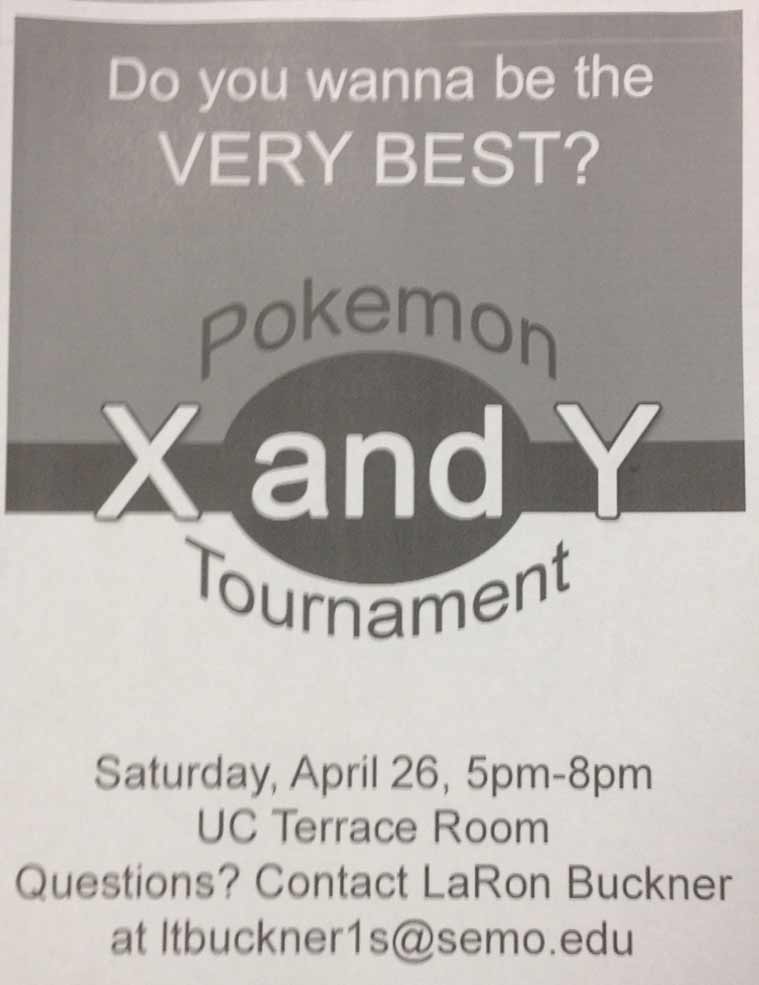 Do you wanna be the
VERY BEST?
Pokemon
X and Y
Tournament
Saturday, April 26, 5pm-8pm
UC Terrace Room
Questions? Contact LaRon Buckner
at ltbuckner1s@semo.edu